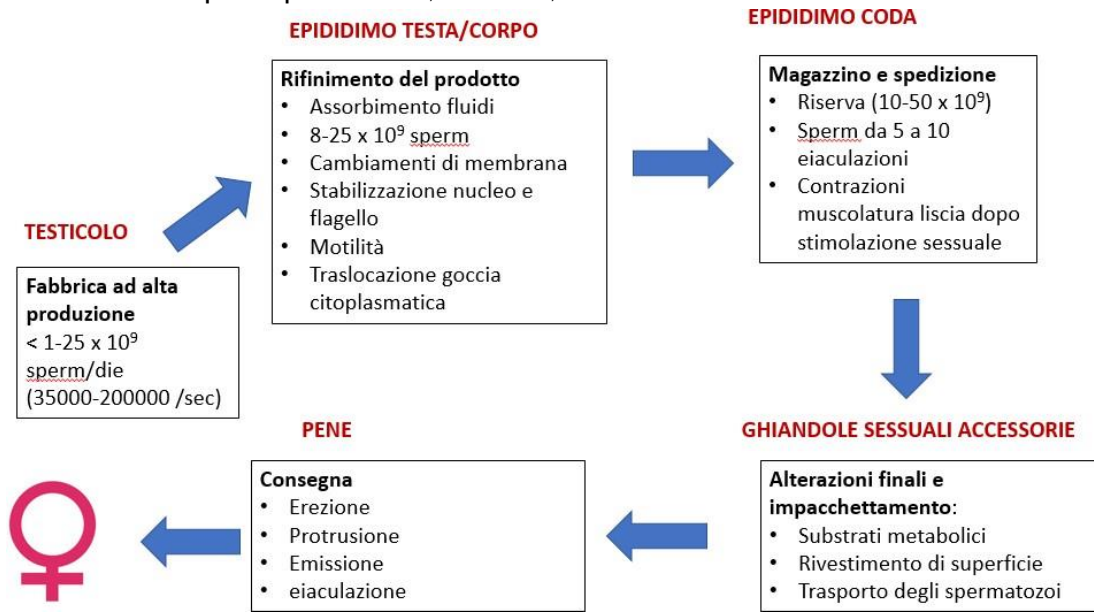 EPIDIDIMO TESTA/CORPO
Rifinimento del prodotto
• Assorbimento fluidi
• 8-25 x 10⁹ sperm
• Cambiamenti di membrana
• Stabilizzazione nucleo e
flagello
• Motilità
• Traslocazione goccia
citoplasmatica
EPIDIDIMO CODA
Magazzino e spedizione
• Riserva (10-50 x 10⁹)
• Sperm da 5 a 10
eiaculazioni
• Contrazioni
muscolatura liscia dopo
stimolazione sessuale
TESTICOLO
Fabbrica ad alta
produzione
< 1-25 x 10⁹
sperm/die
(35000-200000 /sec)
PENE
Consegna
• Erezione
• Protrusione
• Emissione
• eiaculazione
GHIANDOLE SESSUALI ACCESSORIE
Alterazioni finali e
impacchettamento:
• Substrati metabolici
• Rivestimento di superficie
• Trasporto degli spermatozoi